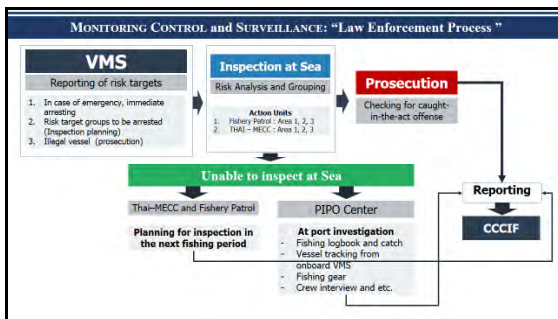 MONITORING CONTROL and SURVEILLANCE: “Law Enforcement Process ”
VMS
Reporting of risk targets
1. In case of emergency, immediate
arresting
2. Risk target groups to be arrested
(Inspection planning)
3. Illegal vessel (prosecution)
Inspection at Sea
Risk Analysis and Grouping
Action Units
1. Fishery Patrol : Area 1, 2, 3
2. THAI – MECC : Area 1, 2, 3
Prosecution
Checking for caught-
in-the-act offense
Unable to inspect at Sea
Thai–MECC and Fishery Patrol
Planning for inspection in
the next fishing period
PIPO Center
At port investigation
- Fishing logbook and catch
- Vessel tracking from
onboard VMS
- Fishing gear
- Crew interview and etc.
Reporting
CCCIF